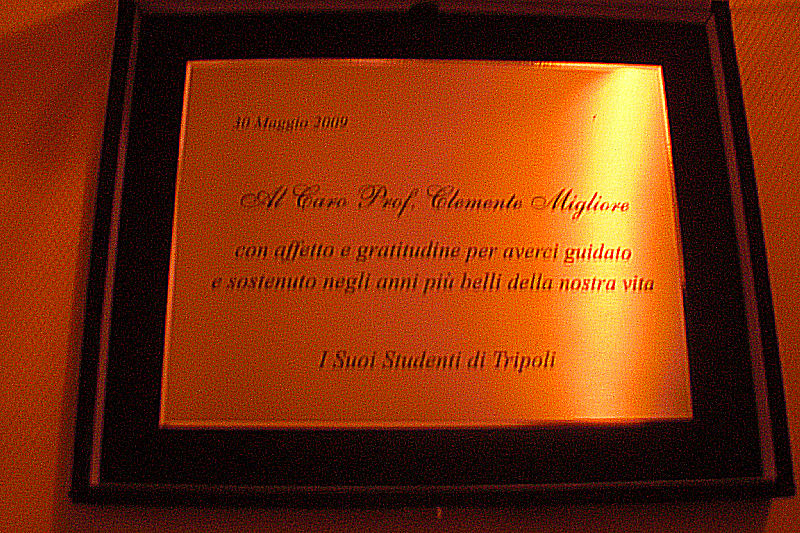 10 Maggio 2009
Al Caro Prof. Clemente Migliore
con affetto e gratitudine per averci guidato
e sostenuto negli anni più belli della nostra vita
I Suoi Studenti di Tripoli